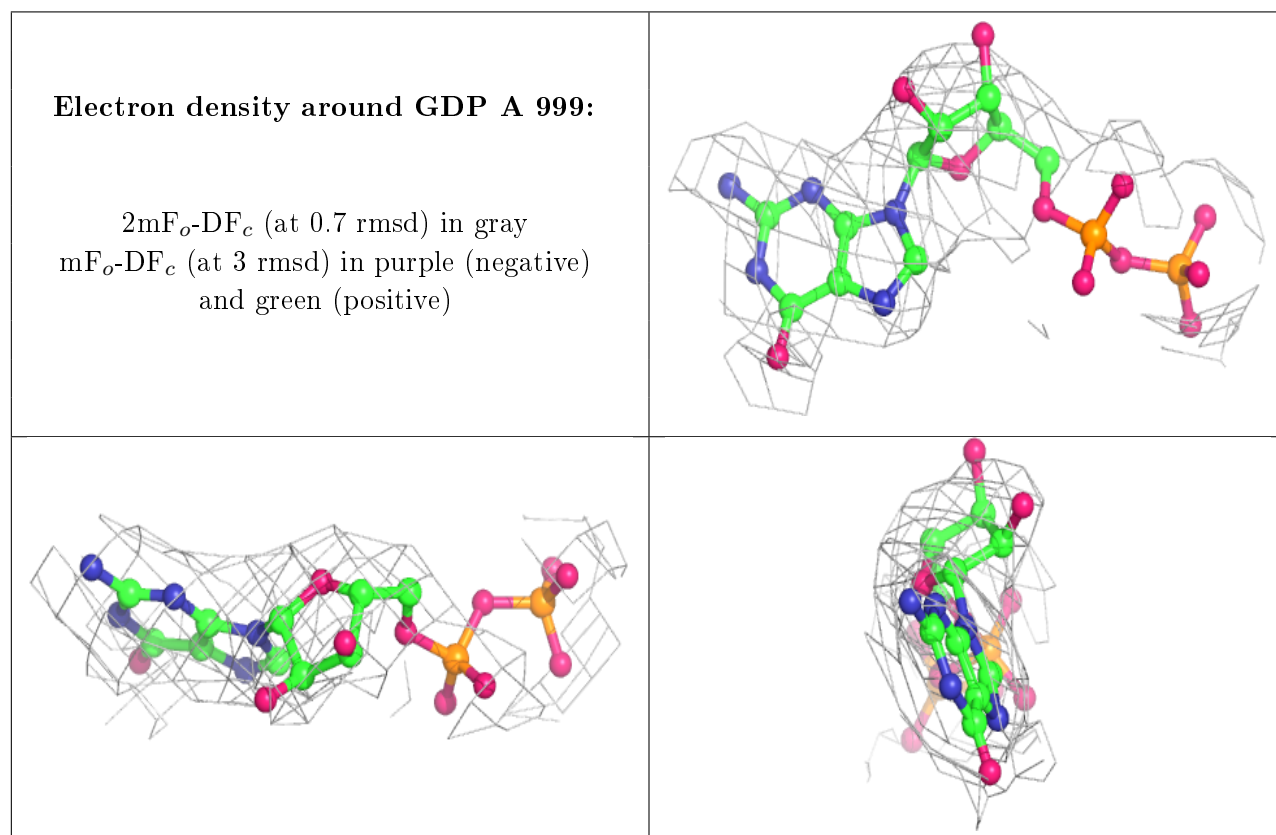 Electron density around GDP A 999:
2mFo-DFc (at 0.7 rmsd) in gray
mFo-DFc (at 3 rmsd) in purple (negative)
and green (positive)